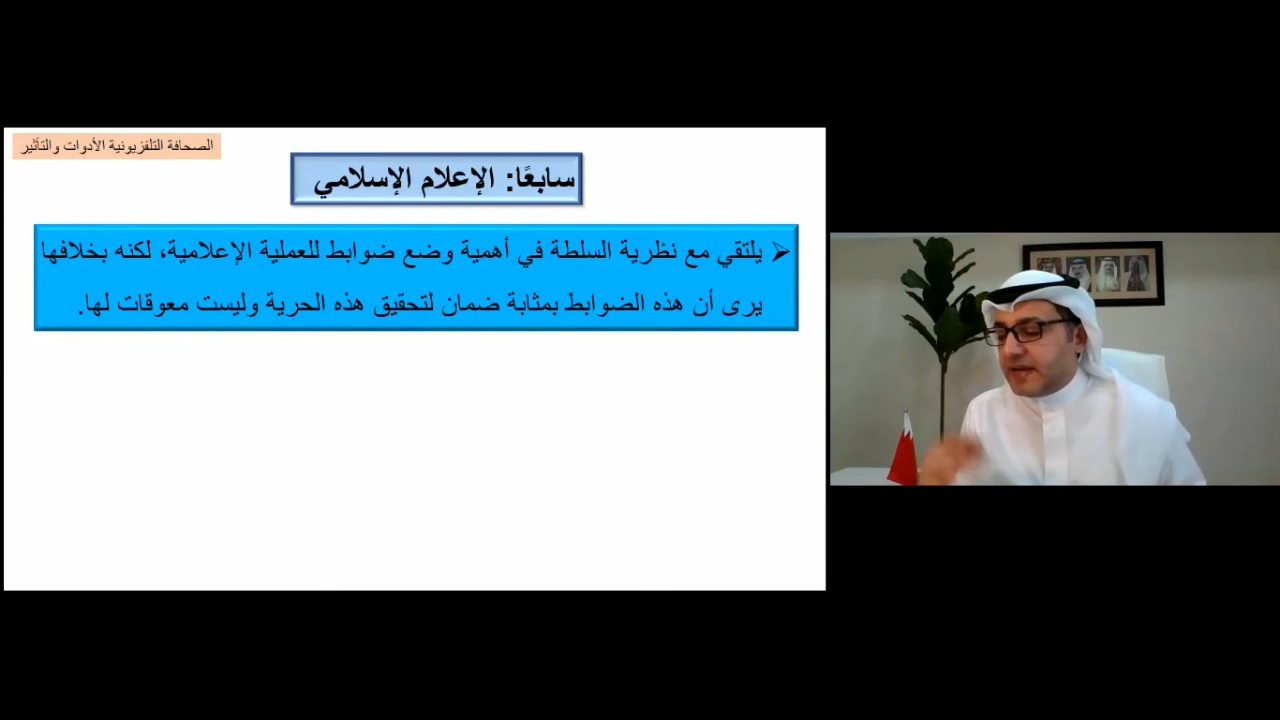 الصحافة التلفزيونية الأدوات والتأثير
سابعًا: الإعلام الإسلامي
يلتقي مع نظرية السلطة في أهمية وضع ضوابط للعملية الإعلامية، لكنه بخلافها
يرى أن هذه الضوابط بمثابة ضمان لتحقيق هذه الحرية وليست معوقات لها.